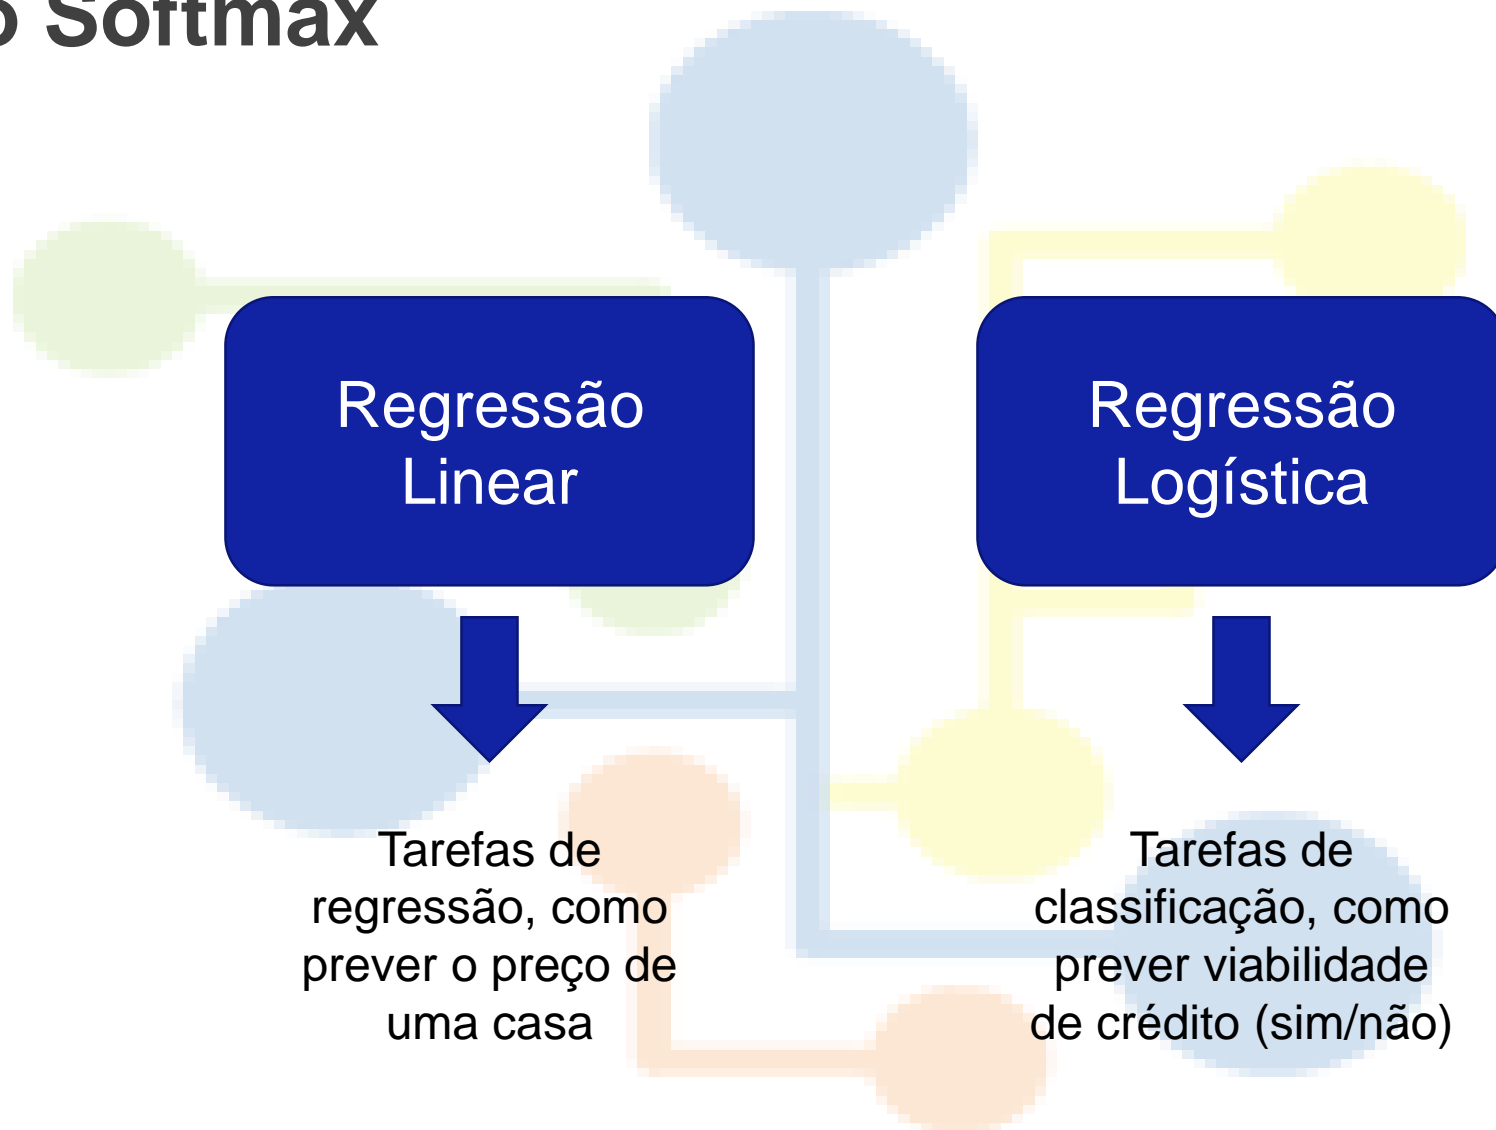 o Softmax
Regressão
Linear
Regressão
Logística
Tarefas de
regressão, como
prever o preço de
uma casa
Tarefas de
classificação, como
prever viabilidade
de crédito (sim/não)